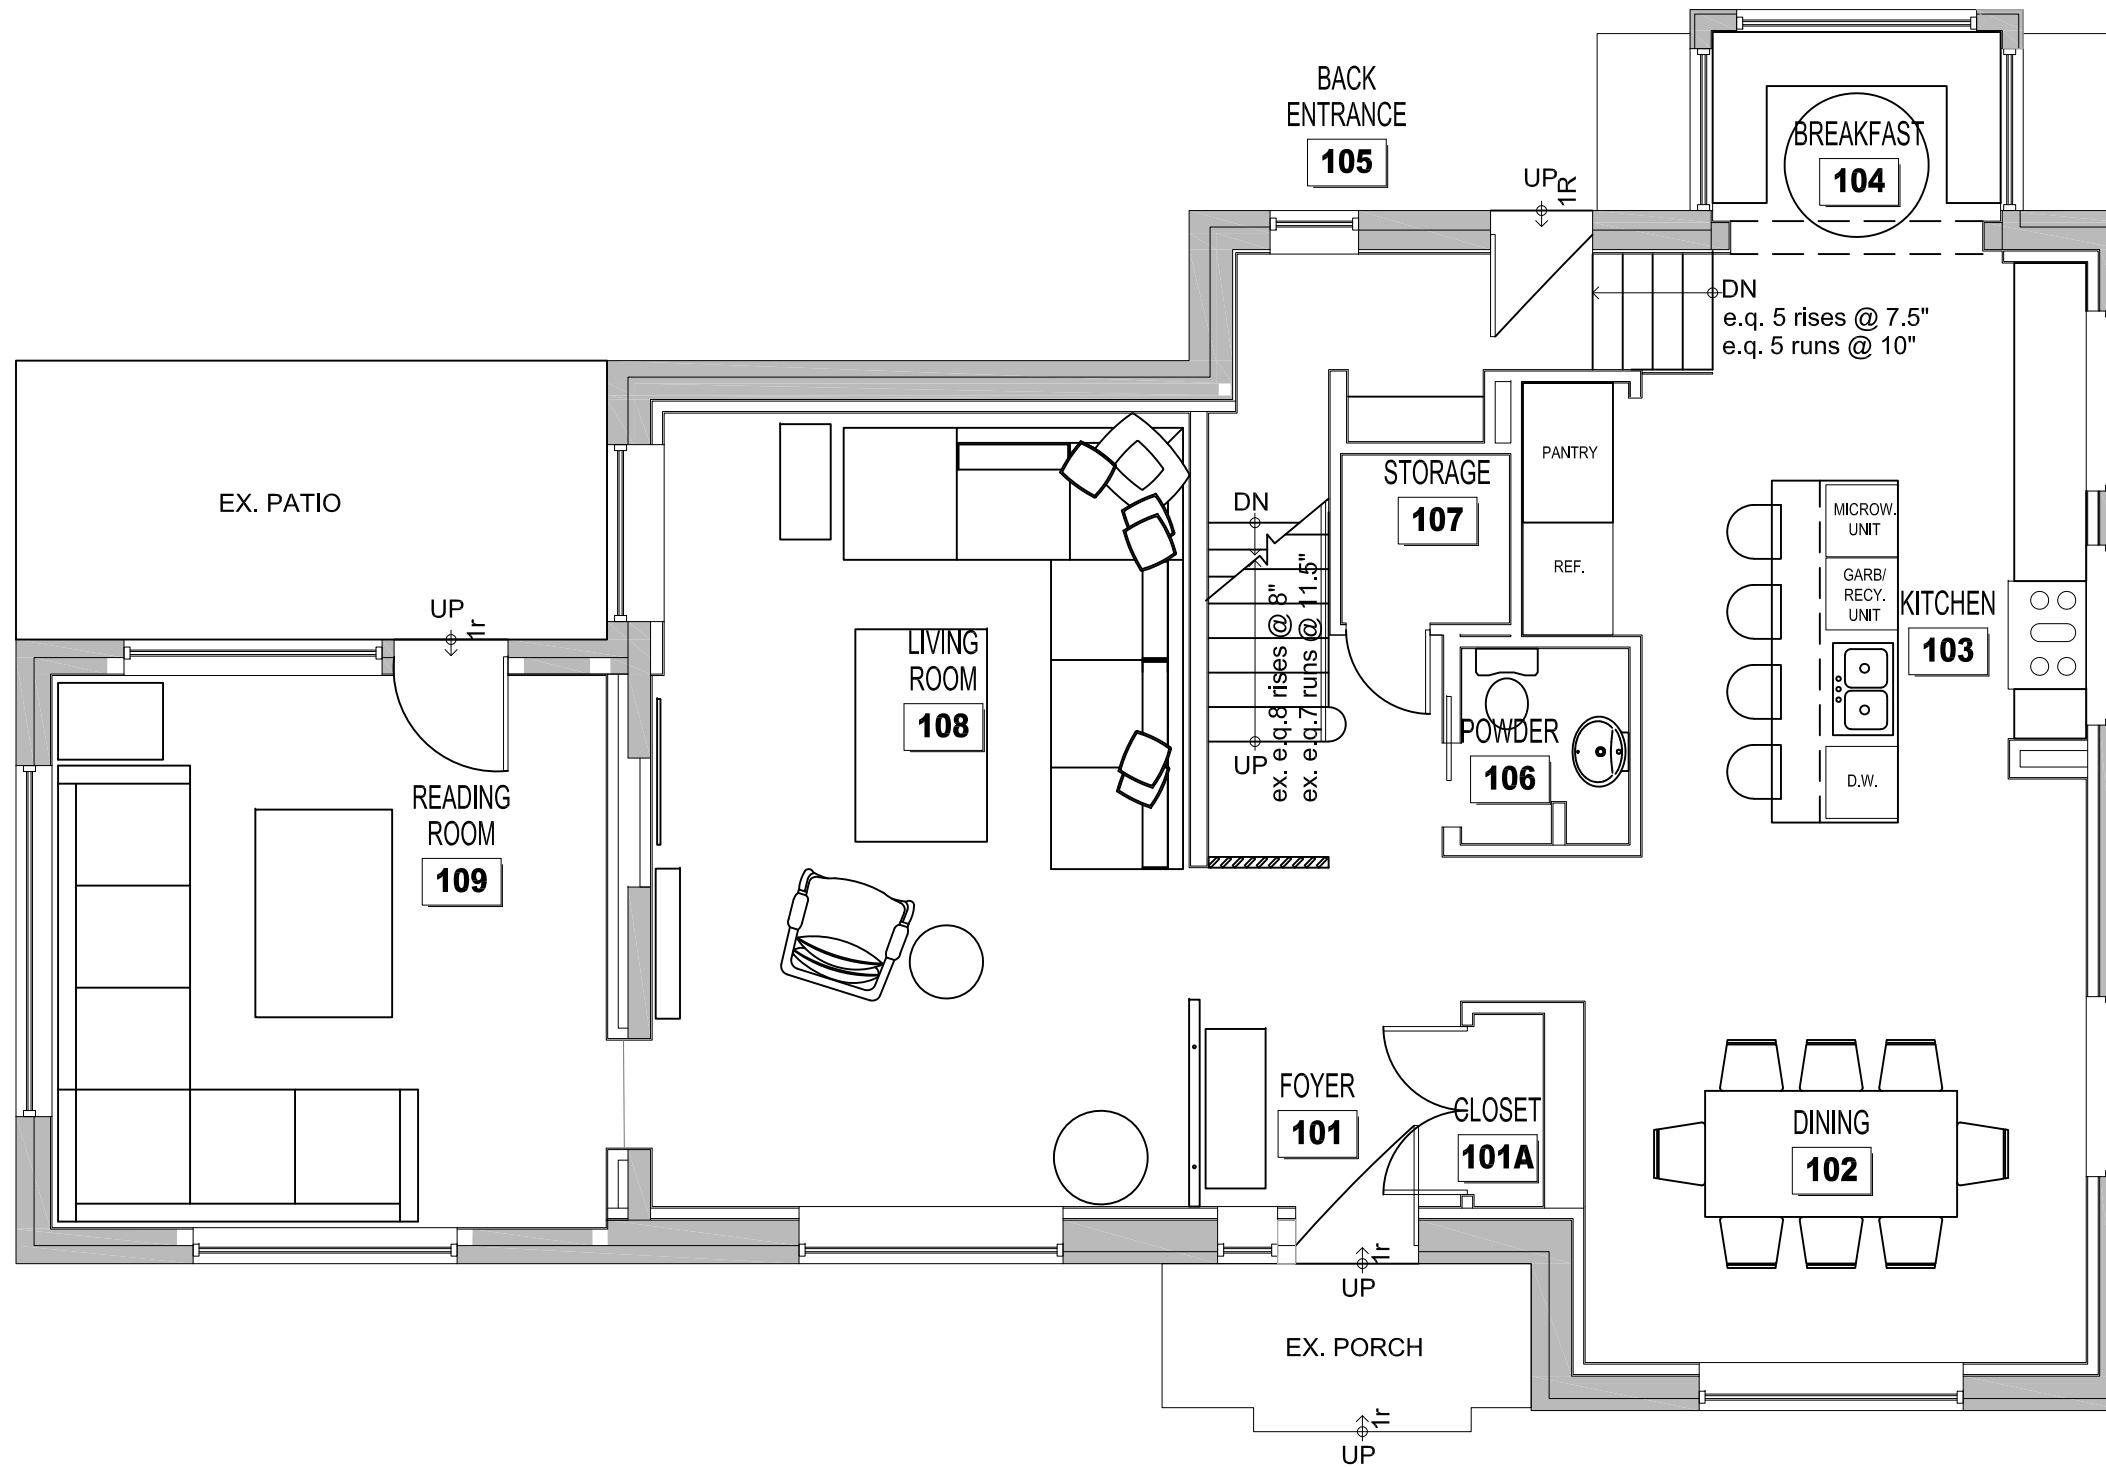 BACK
ENTRANCE
105
UP
1R
BREAKFAST
104
DN
e.q. 5 rises @ 7.5"
e.q. 5 runs @ 10"
EX. PATIO
UP
1r
LIVING
ROOM
108
DN
UP
ex. e.q.8 rises @ 8"
ex. e.q.7 runs @ 11.5"
STORAGE
107
PANTRY
REF.
MICROW.
UNIT
GARB/
RECY.
UNIT
D.W.
KITCHEN
103
POWDER
106
READING
ROOM
109
FOYER
101
CLOSET
101A
DINING
102
1r
UP
EX. PORCH
1r
UP